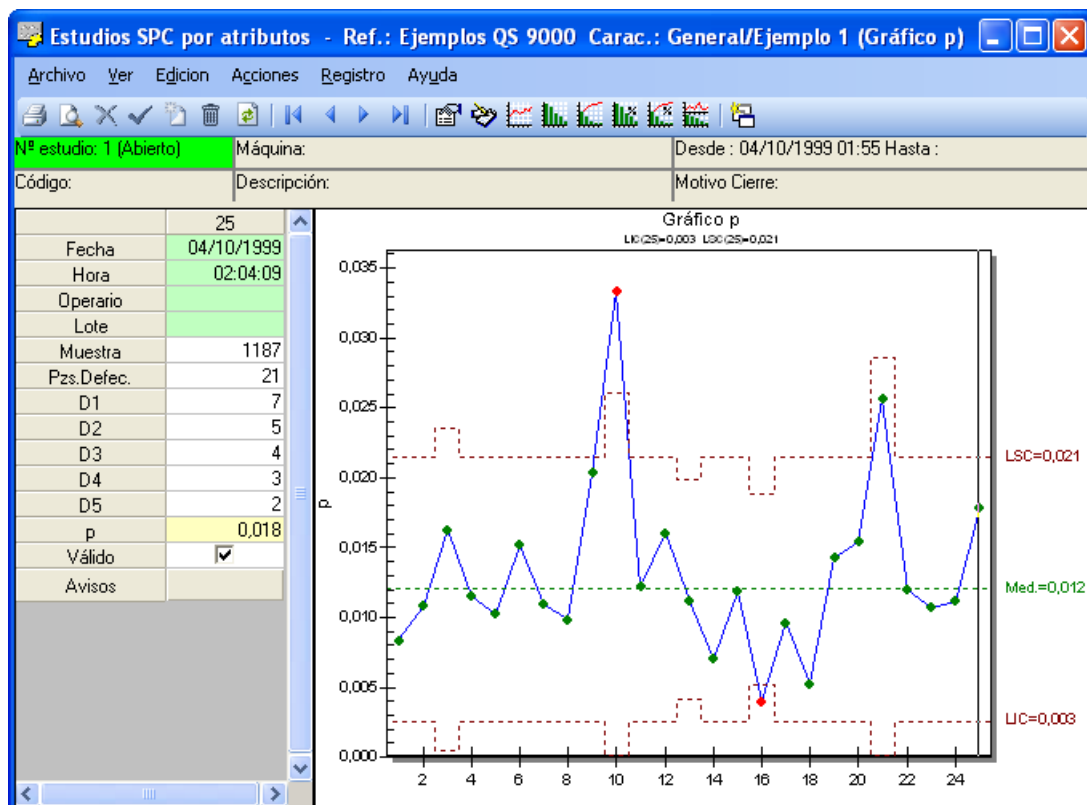 Estudios SPC por atributos - Ref.: Ejemplos QS 9000 Carac.: General/Ejemplo 1 (Gráfico p)
Archivo Ver Edicion Acciones Registro Ayuda
Nº estudio: 1 (Abierto) Máquina: Desde : 04/10/1999 01:55 Hasta :
Código: Descripción: Motivo Cierre:
25
Fecha 04/10/1999
Hora 02:04:09
Operario
Lote
Muestra 1187
Pzs.Defec. 21
D1 7
D2 5
D3 4
D4 3
D5 2
p 0,018
Válido
Avisos
Gráfico p
LIC(25)=0,003 LSC(25)=0,021
0,035
0,030
0,025
0,020
0,015
0,010
0,005
0,000
p
LSC=0,021
Med.=0,012
LIC=0,003
2 4 6 8 10 12 14 16 18 20 22 24